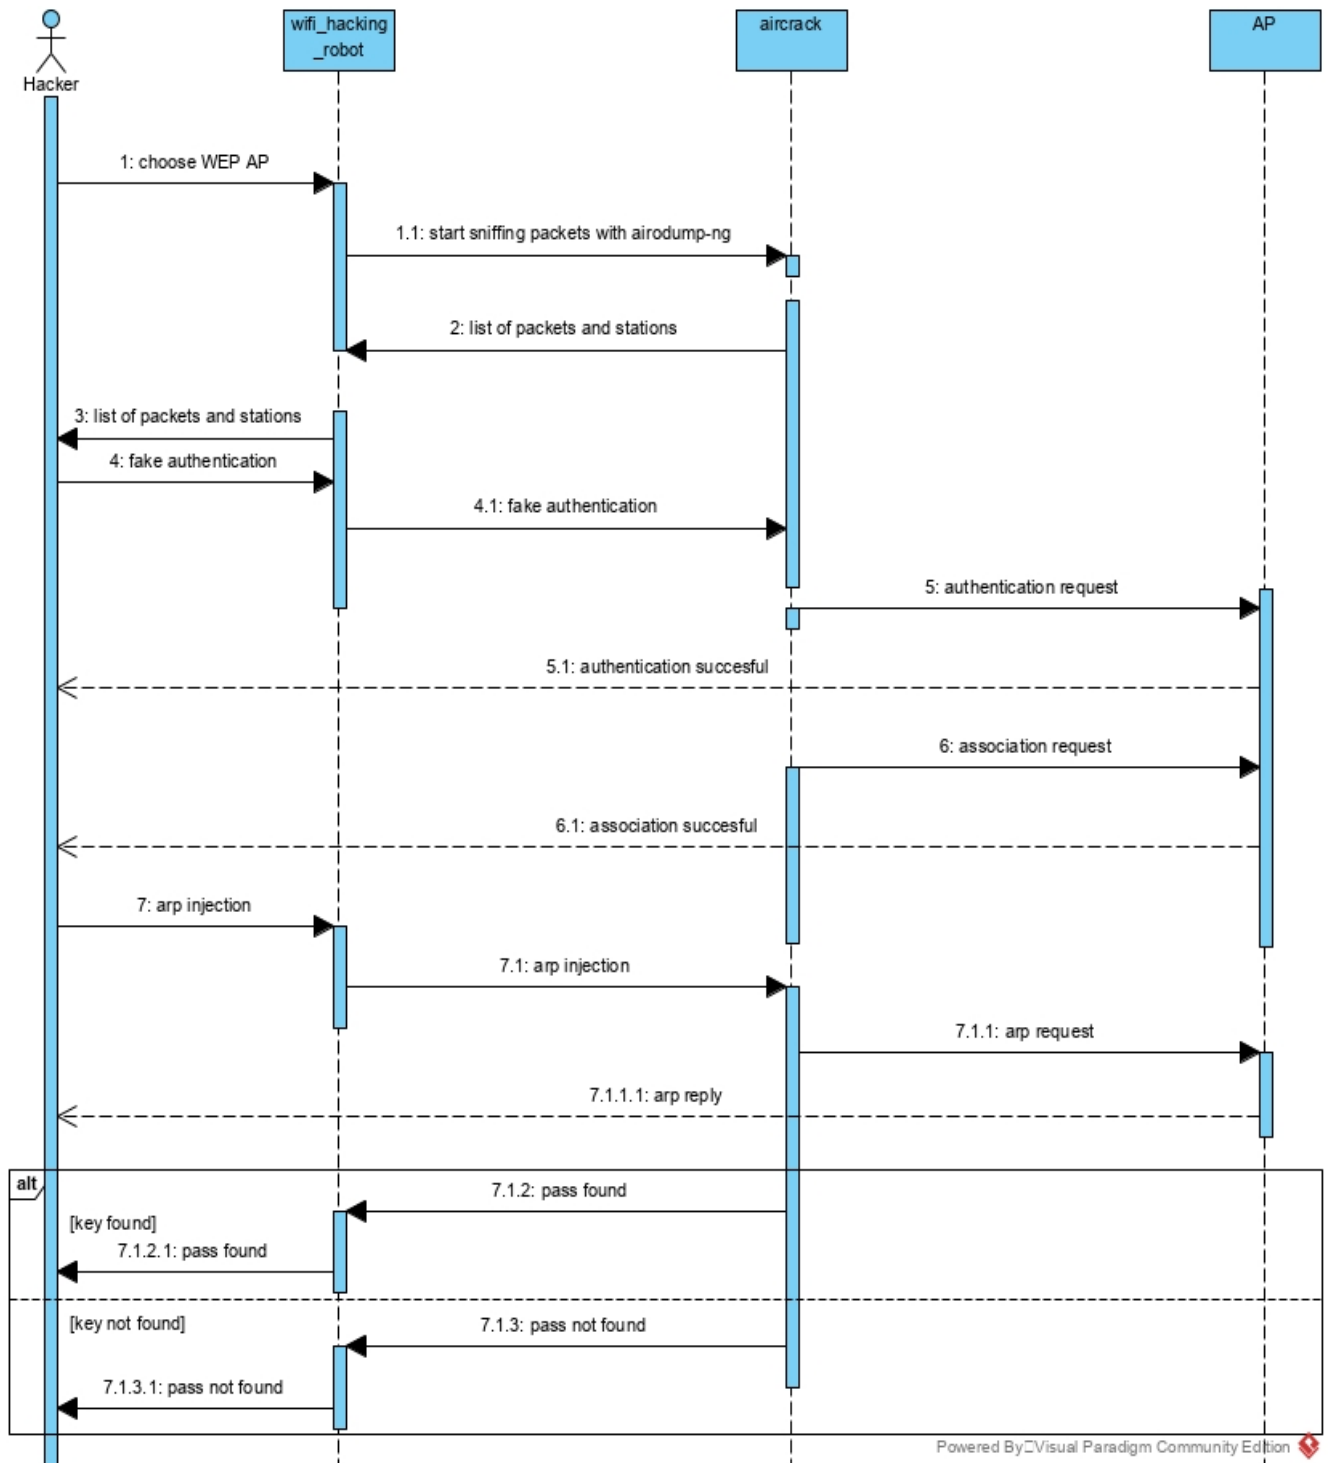 Hacker
wifi_hacking
_robot
aircrack
AP
1: choose WEP AP
1.1: start sniffing packets with airodump-ng
2: list of packets and stations
3: list of packets and stations
4: fake authentication
4.1: fake authentication
5: authentication request
5.1: authentication succesful
6: association request
6.1: association succesful
7: arp injection
7.1: arp injection
7.1.1: arp request
7.1.1.1: arp reply
alt
7.1.2: pass found
[key found]
7.1.2.1: pass found
[key not found]
7.1.3: pass not found
7.1.3.1: pass not found
Powered By Visual Paradigm Community Edition